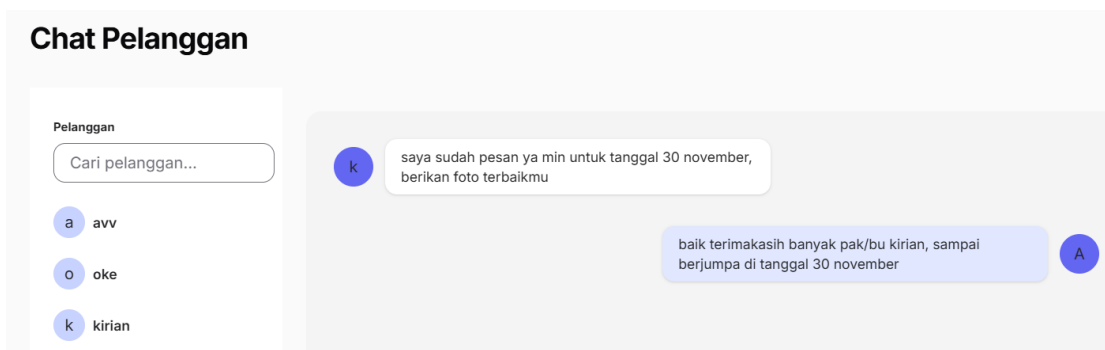 Chat Pelanggan
Pelanggan
Cari pelanggan...
a avv
o oke
k kirian
k
saya sudah pesan ya min untuk tanggal 30 november,
berikan foto terbaikmu
baik terimakasih banyak pak/bu kirian, sampai
berjumpa di tanggal 30 november
A